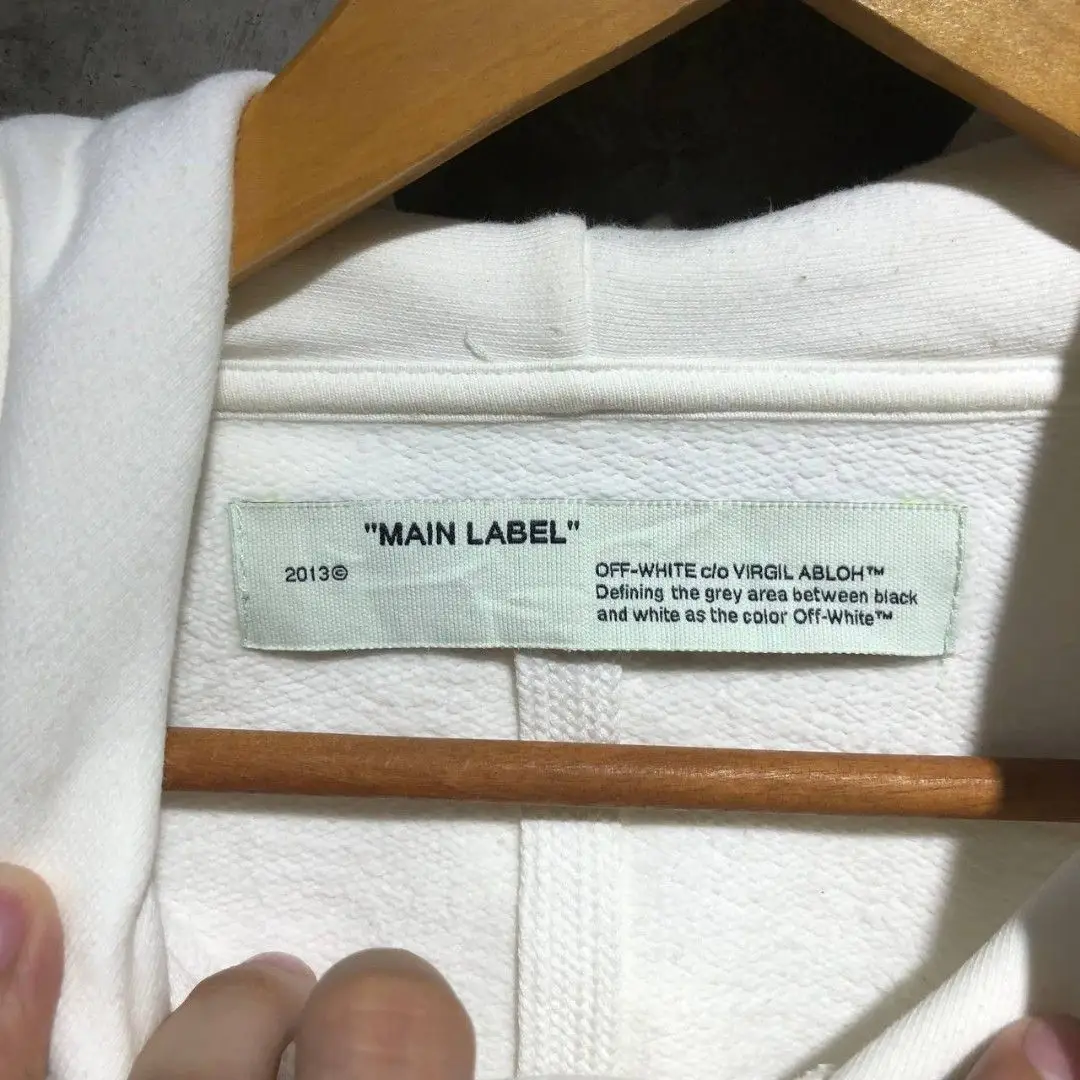 "MAIN LABEL"
2013©
OFF-WHITE c/o VIRGIL ABLOH™
Defining the grey area between black
and white as the color Off-White™